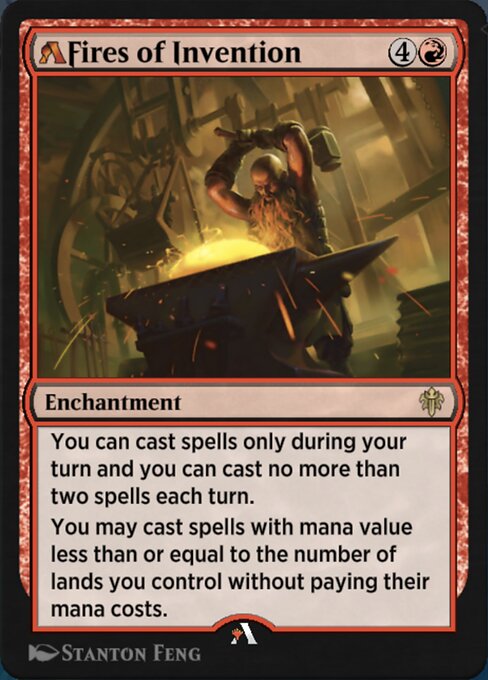 Fires of Invention 4
Enchantment
You can cast spells only during your
turn and you can cast no more than
two spells each turn.
You may cast spells with mana value
less than or equal to the number of
lands you control without paying their
mana costs.
Stanton Feng